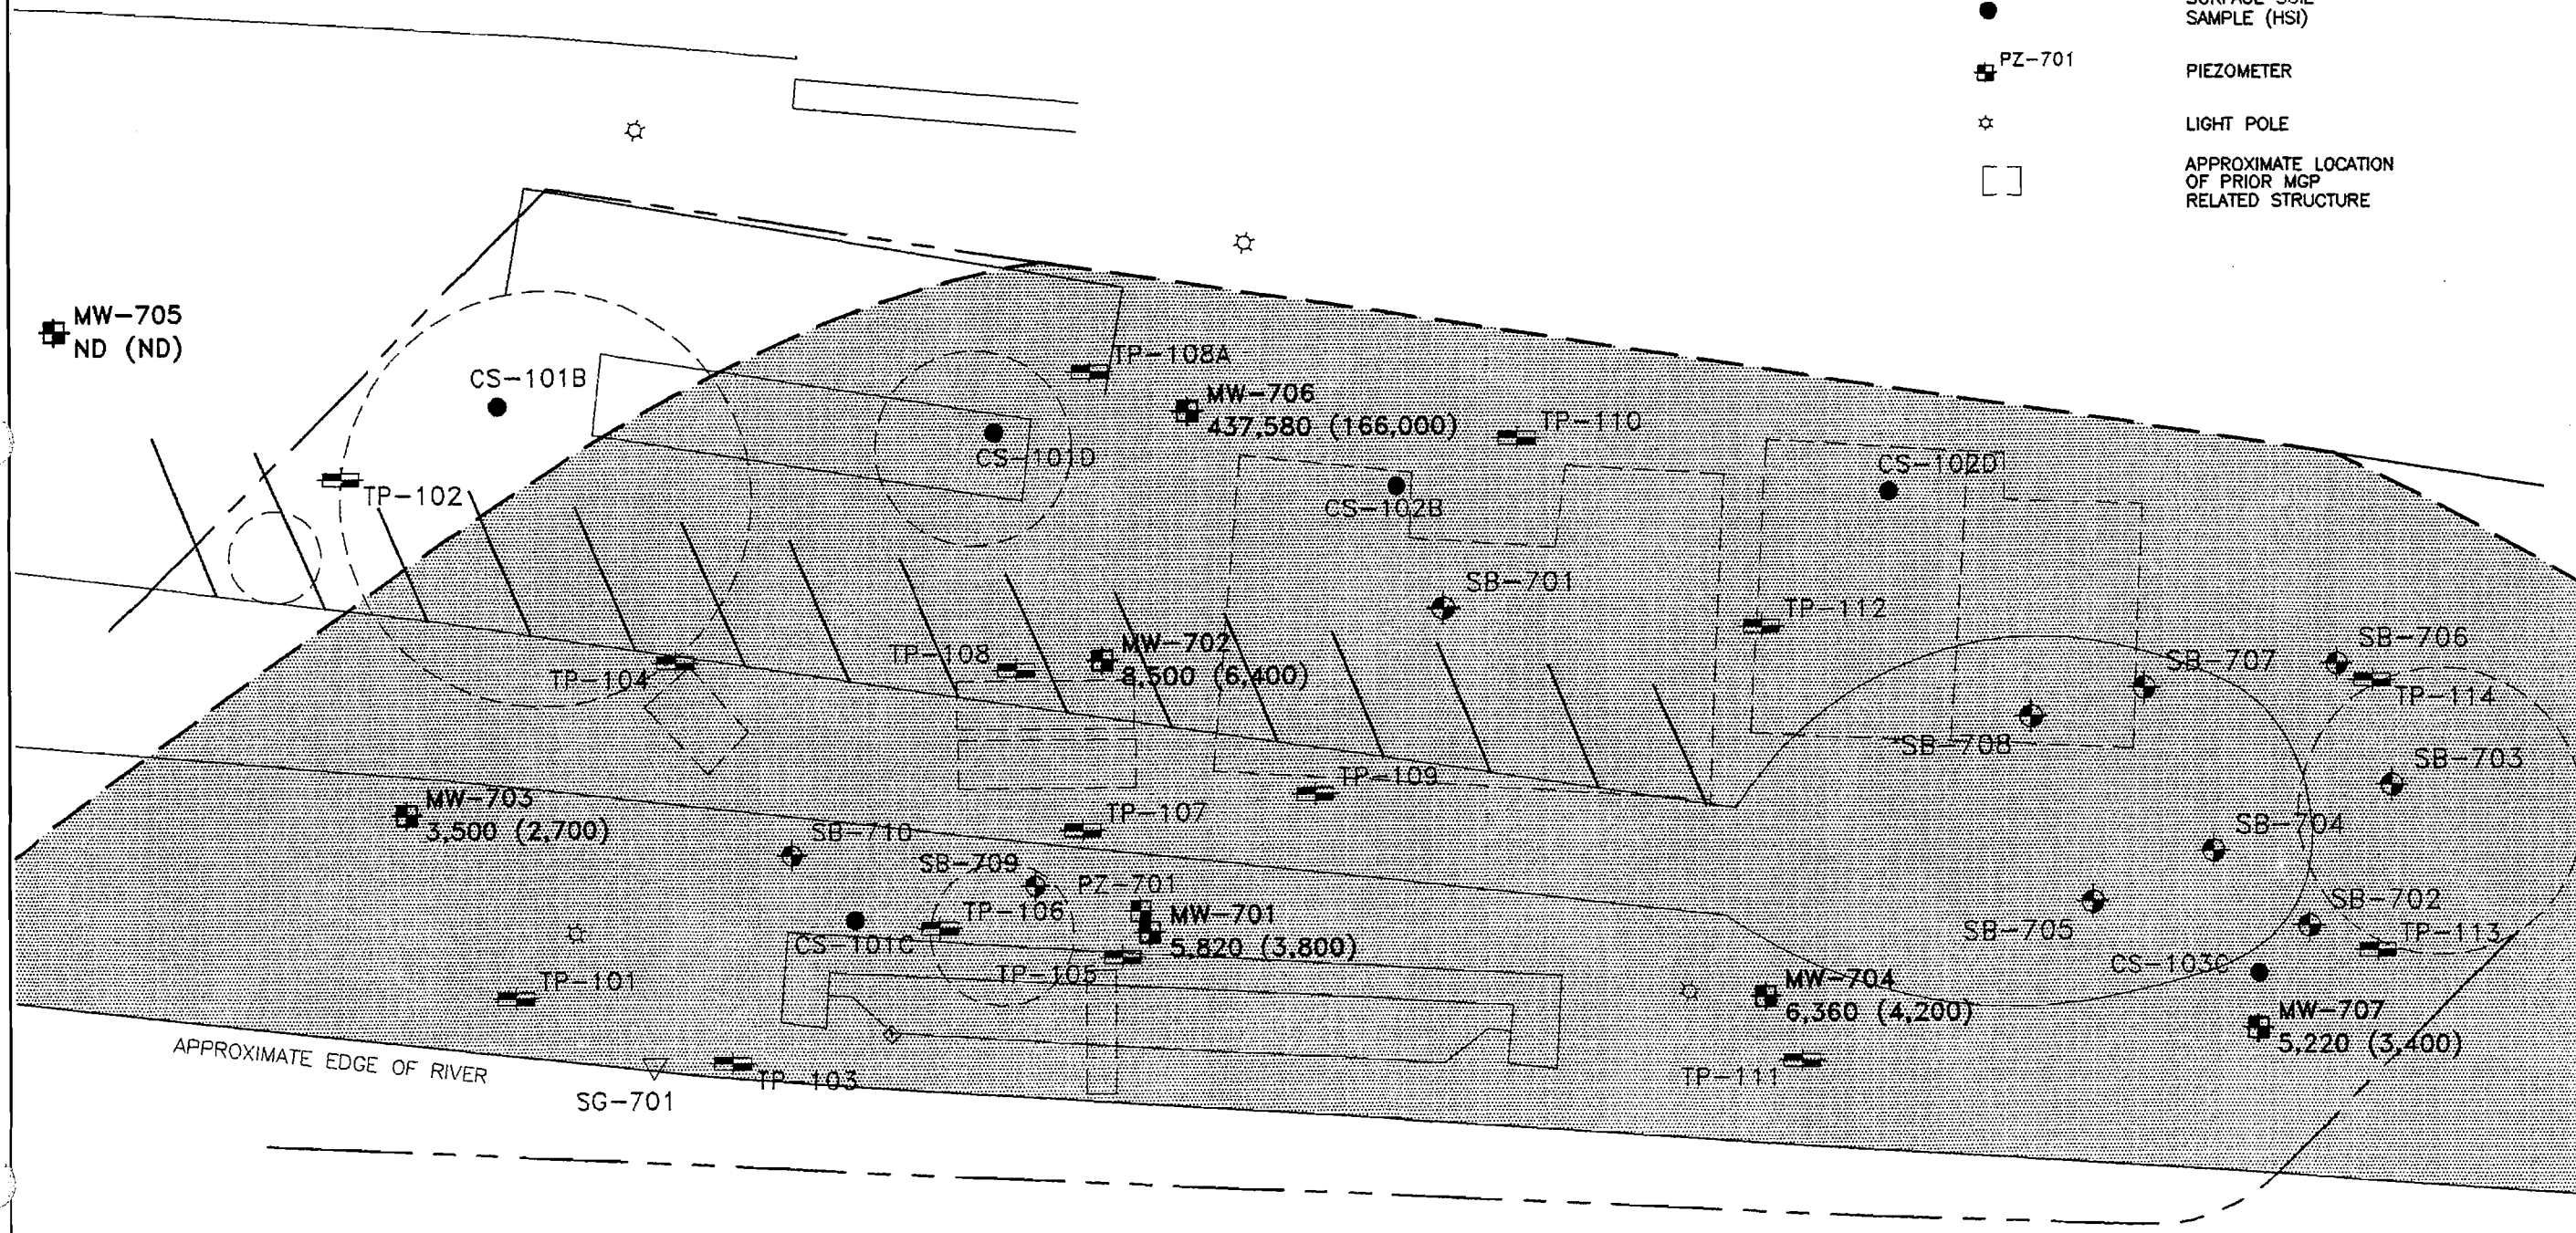 SURFACE SOIL
SAMPLE (HSI)
PZ-701
PIEZOMETER
LIGHT POLE
APPROXIMATE LOCATION
OF PRIOR MGP
RELATED STRUCTURE
MW-705
ND (ND)
CS-101B
TP-108A
MW-706
437,580 (166,000)
TP-110
CS-101D
CS-102D
TP-102
CS-102B
SB-701
TP-112
SB-706
MW-702
8,500 (6,400)
TP-108
SB-707
TP-104
TP-114
*SB-708
SB-703
TP-109
MW-703
3,500 (2,700)
TP-107
SB-710
SB-704
SB-709
PZ-701
TP-106
MW-701
5,820 (3,800)
SB-702
SB-705
TP-113
CS-101C
CS-103C
TP-105
TP-101
MW-704
6,360 (4,200)
MW-707
5,220 (3,400)
APPROXIMATE EDGE OF RIVER
TP-103
TP-111
SG-701